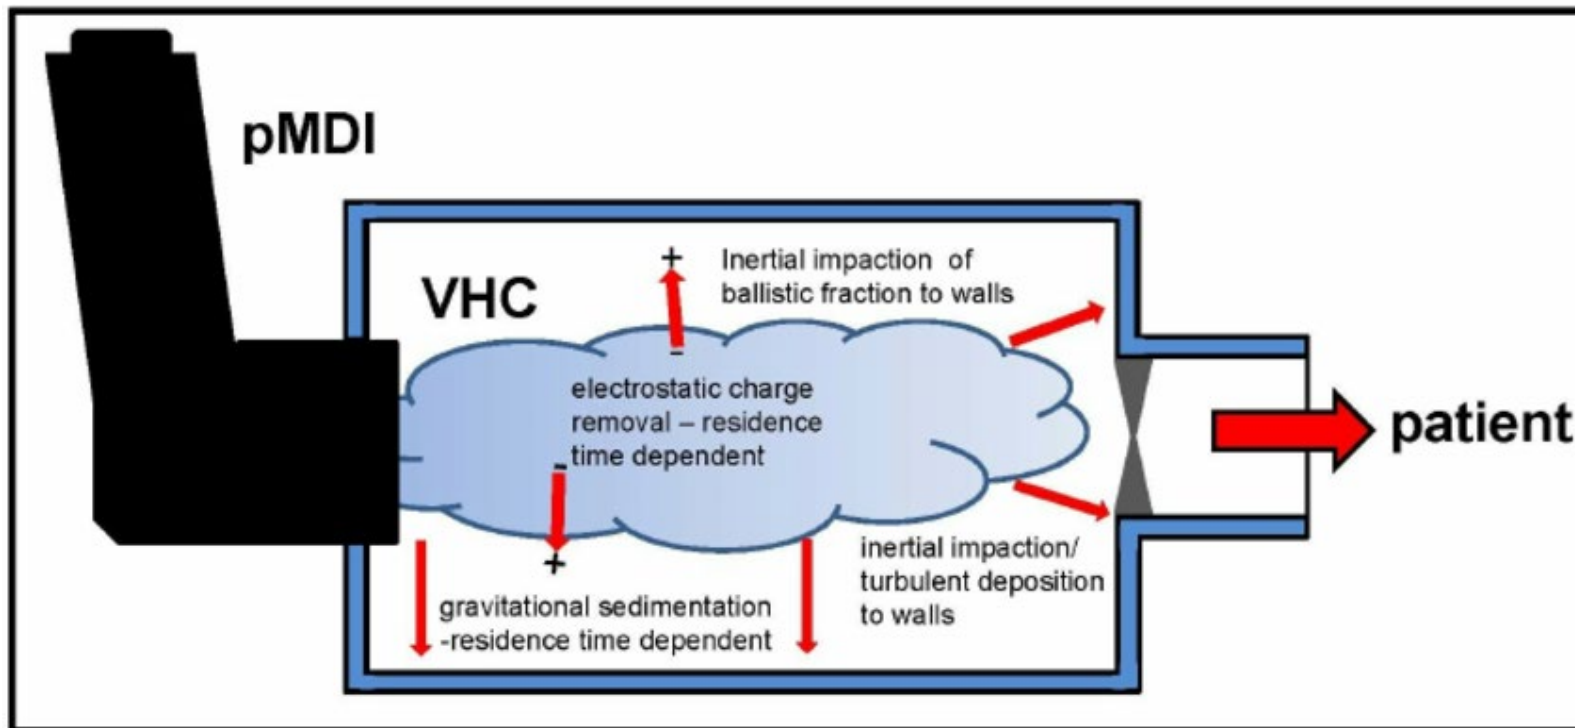 pMDI
VHC
+
Inertial impaction of
ballistic fraction to walls
-
electrostatic charge
removal – residence
time dependent
-
+
patient
inertial impaction/
turbulent deposition
to walls
gravitational sedimentation
-residence time dependent